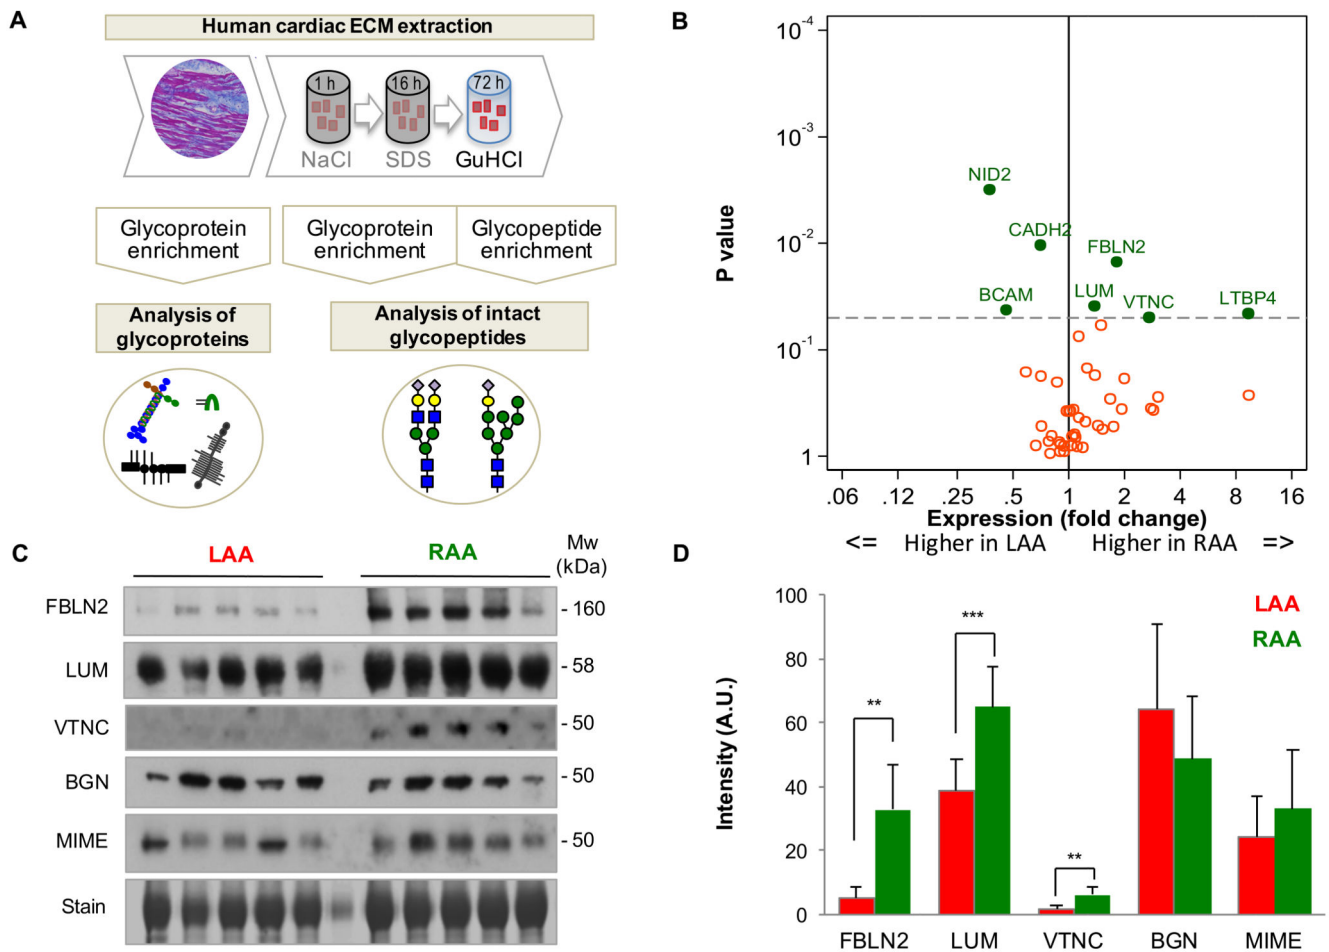 A
Human cardiac ECM extraction
1 h
16 h
72 h
NaCl
SDS
GuHCl
Glycoprotein
enrichment
Glycoprotein
enrichment
Glycopeptide
enrichment
Analysis of
glycoproteins
Analysis of intact
glycopeptides
B
P value
10-4
10-3
10-2
10-1
1
NID2
CADH2
FBLN2
BCAM
LUM
VTNC
LTBP4
.06 .12 .25 .5 1 2 4 8 16
Expression (fold change)
<= Higher in LAA Higher in RAA =>
C
LAA
RAA
Mw
(kDa)
FBLN2 - 160
LUM - 58
VTNC - 50
BGN - 50
MIME - 50
Stain
D
Intensity (A.U.)
100
80
60
40
20
0
LAA
RAA
**
***
**
FBLN2 LUM VTNC BGN MIME